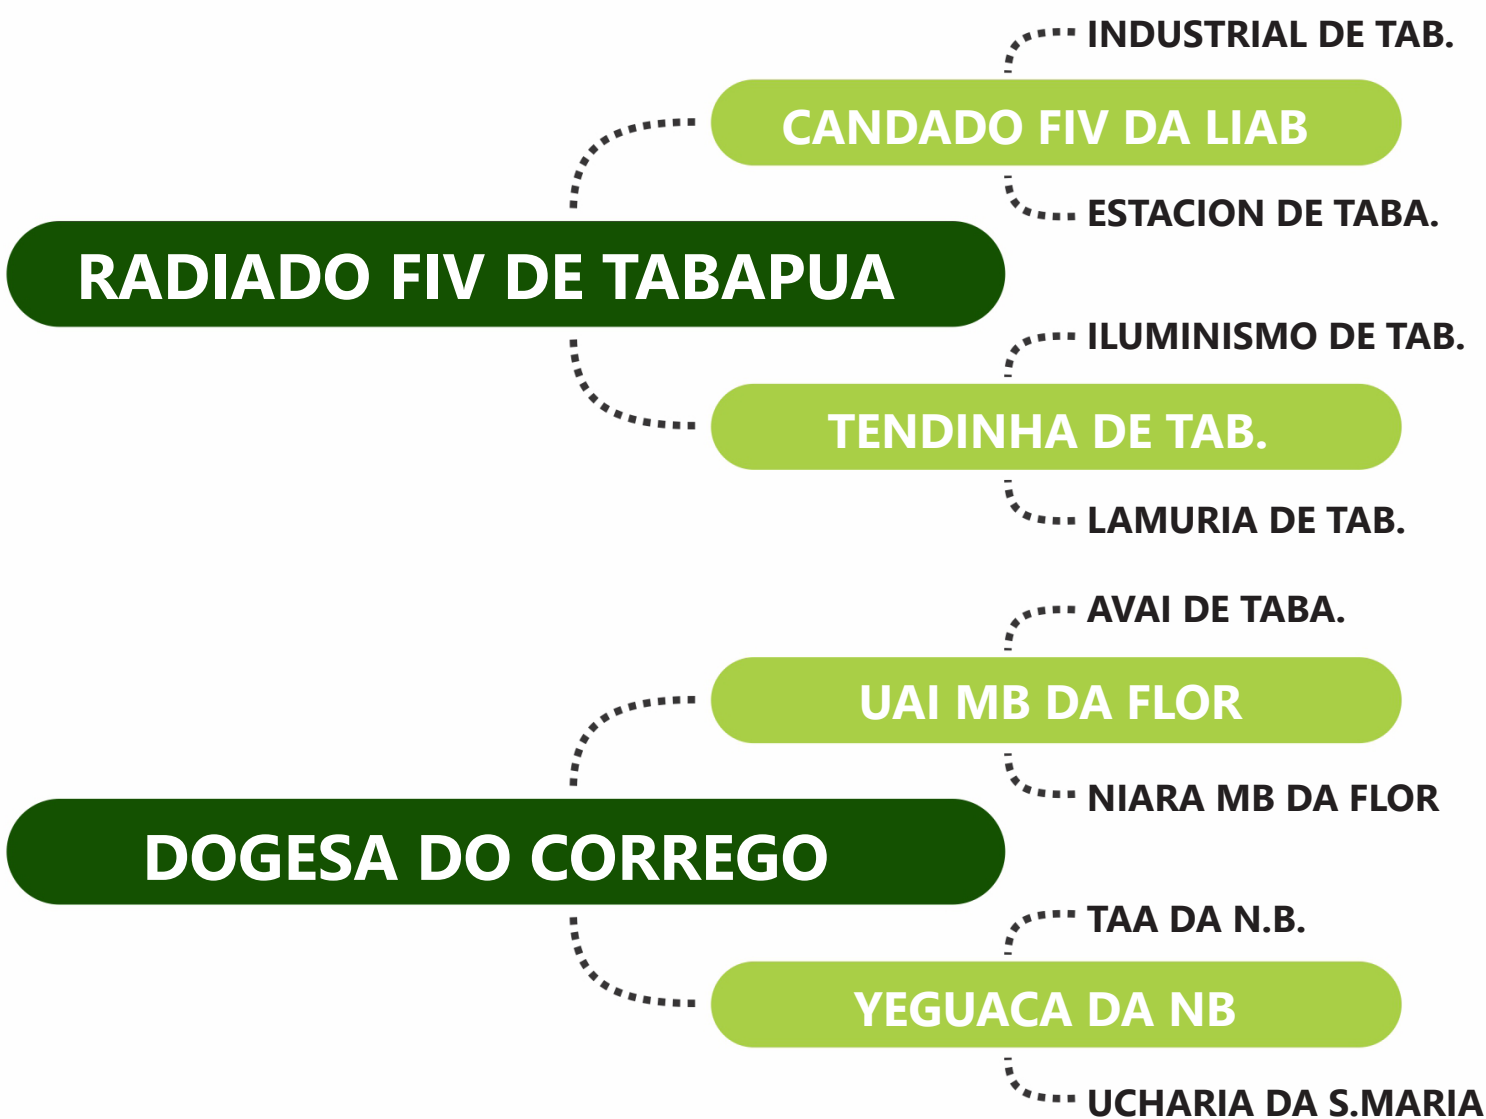 INDUSTRIAL DE TAB.
CANDADO FIV DA LIAB
ESTACION DE TABA.
RADIADO FIV DE TABAPUA
ILUMINISMO DE TAB.
TENDINHA DE TAB.
LAMURIA DE TAB.
AVAI DE TABA.
UAI MB DA FLOR
NIARA MB DA FLOR
DOGESA DO CORREGO
TAA DA N.B.
YEGUACA DA NB
UCHARIA DA S.MARIA